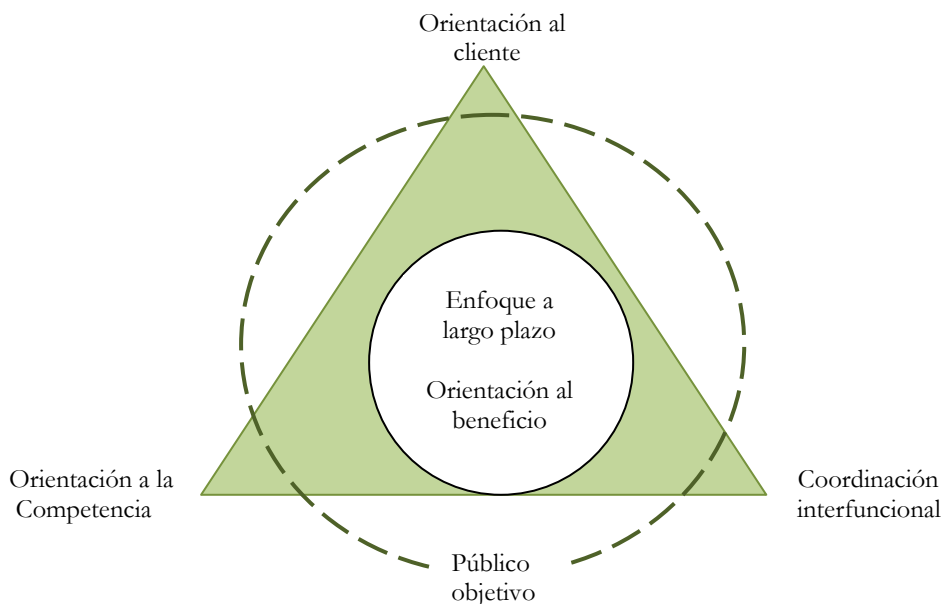 Orientación al
cliente
Enfoque a
largo plazo
Orientación al
beneficio
Orientación a la
Competencia
Coordinación
interfuncional
Público
objetivo